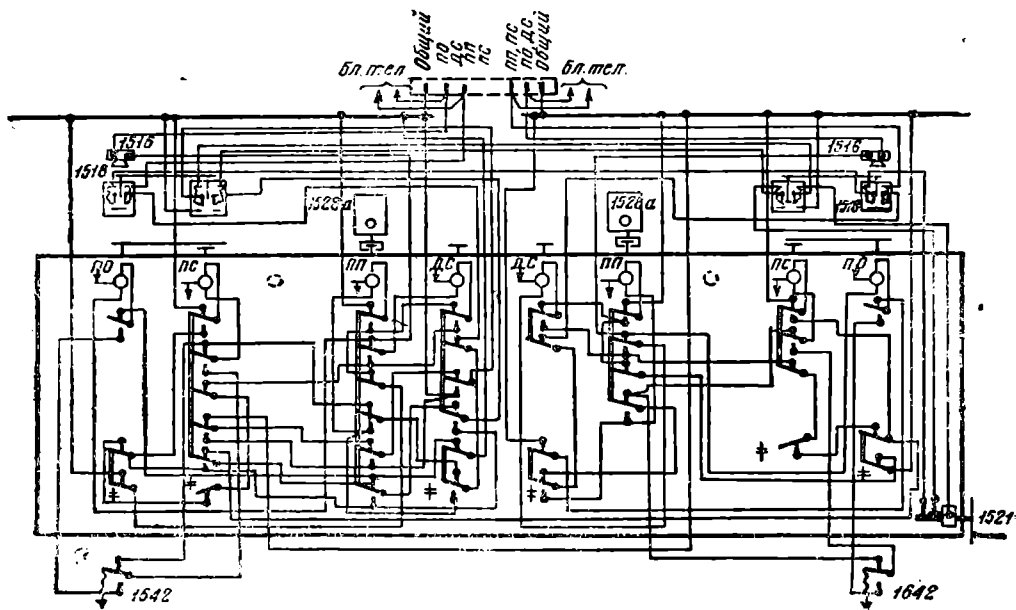 Общий
ПО
ДС
ПП
ПС
ПП, ПС
ПО, ДС
Общий
Бл. тел.
Бл. тел.
1516
1516
1518
1518
1528а
1528а
ПО
ПС
ПП
ДС
ДС
ПП
ПС
ПО
1521
1542
1642